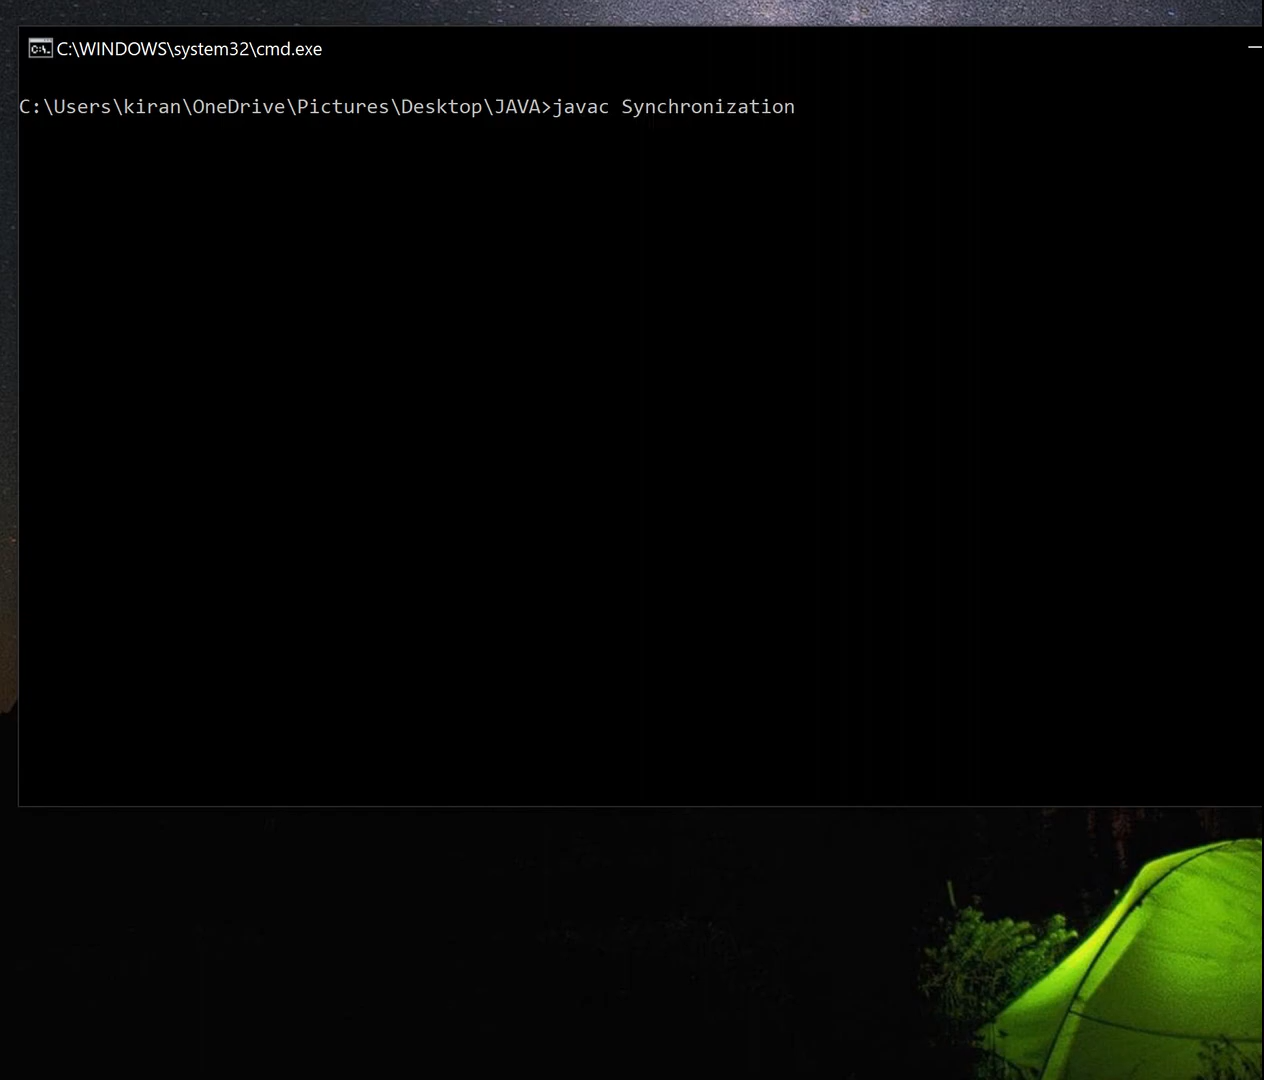 C:\WINDOWS\system32\cmd.exe
C:\Users\kiran\OneDrive\Pictures\Desktop\JAVA>javac Synchronization